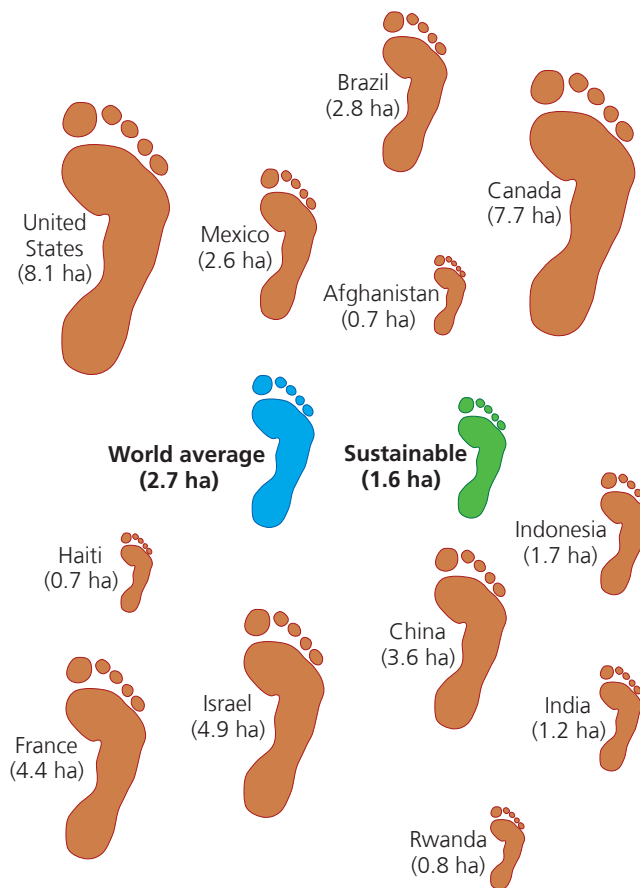 Brazil
(2.8 ha)
Canada
(7.7 ha)
United
States
(8.1 ha)
Mexico
(2.6 ha)
Afghanistan
(0.7 ha)
World average
(2.7 ha)
Sustainable
(1.6 ha)
Indonesia
(1.7 ha)
Haiti
(0.7 ha)
China
(3.6 ha)
Israel
(4.9 ha)
India
(1.2 ha)
France
(4.4 ha)
Rwanda
(0.8 ha)